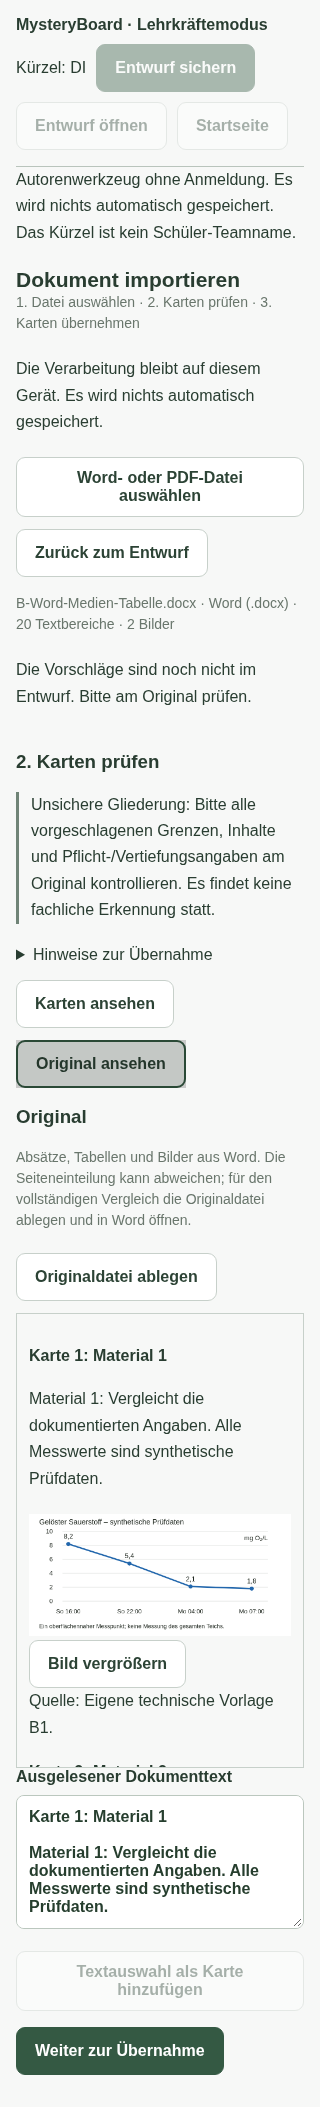 MysteryBoard · Lehrkräftemodus
Kürzel: DI
Entwurf sichern
Entwurf öffnen
Startseite
Autorenwerkzeug ohne Anmeldung. Es
wird nichts automatisch gespeichert.
Das Kürzel ist kein Schüler-Teamname.
Dokument importieren
1. Datei auswählen · 2. Karten prüfen · 3.
Karten übernehmen
Die Verarbeitung bleibt auf diesem
Gerät. Es wird nichts automatisch
gespeichert.
Word- oder PDF-Datei
auswählen
Zurück zum Entwurf
B-Word-Medien-Tabelle.docx · Word (.docx) ·
20 Textbereiche · 2 Bilder
Die Vorschläge sind noch nicht im
Entwurf. Bitte am Original prüfen.
2. Karten prüfen
Unsichere Gliederung: Bitte alle
vorgeschlagenen Grenzen, Inhalte
und Pflicht-/Vertiefungsangaben am
Original kontrollieren. Es findet keine
fachliche Erkennung statt.
Hinweise zur Übernahme
Karten ansehen
Original ansehen
Original
Absätze, Tabellen und Bilder aus Word. Die
Seiteneinteilung kann abweichen; für den
vollständigen Vergleich die Originaldatei
ablegen und in Word öffnen.
Originaldatei ablegen
Karte 1: Material 1
Material 1: Vergleicht die
dokumentierten Angaben. Alle
Messwerte sind synthetische
Prüfdaten.
Gelöster Sauerstoff – synthetische Prüfdaten
mg O₂/L
10
8
6
4
2
0
8,2
5,4
2,1
1,8
So 16:00
So 22:00
Mo 04:00
Mo 07:00
Ein oberflächennaher Messpunkt; keine Messung des gesamten Teichs.
Bild vergrößern
Quelle: Eigene technische Vorlage
B1.
Ausgelesener Dokumenttext
Karte 1: Material 1
Material 1: Vergleicht die
dokumentierten Angaben. Alle
Messwerte sind synthetische
Prüfdaten.
Textauswahl als Karte
hinzufügen
Weiter zur Übernahme